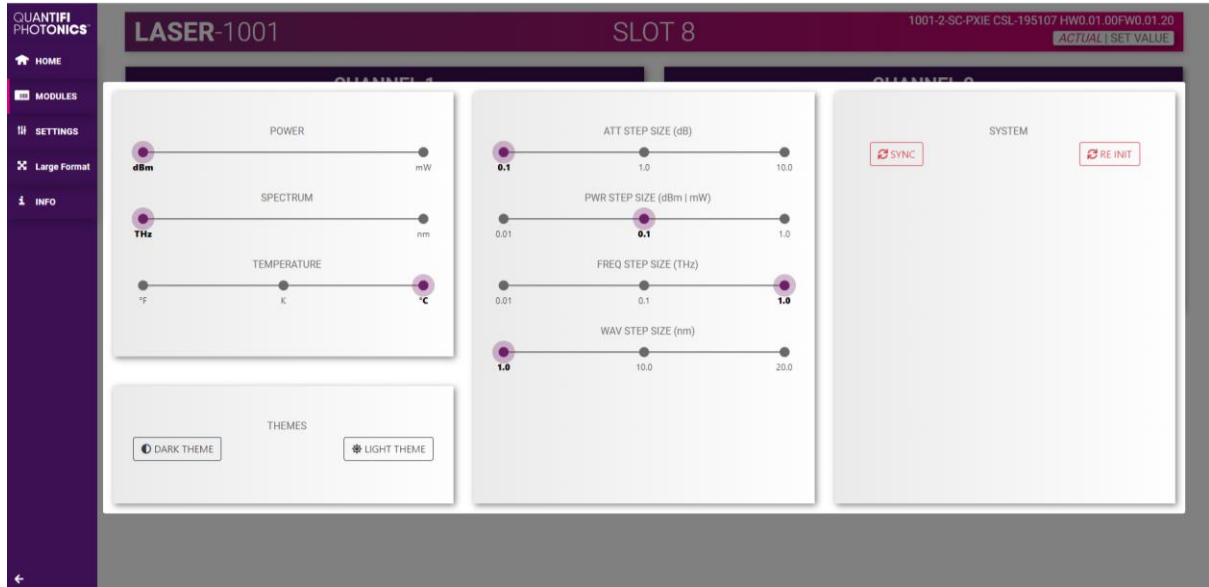 QUANTIFI
PHOTONICS™
HOME
MODULES
SETTINGS
Large Format
INFO
LASER-1001
SLOT 8
1001-2-SC-PXIE CSL-195107 HW0.01.00FW0.01.20
ACTUAL | SET VALUE
CHANNEL 1
POWER
dBm mW
SPECTRUM
THz nm
TEMPERATURE
°F K °C
THEMES
DARK THEME LIGHT THEME
ATT STEP SIZE (dB)
0.1 1.0 10.0
PWR STEP SIZE (dBm | mW)
0.01 0.1 1.0
FREQ STEP SIZE (THz)
0.01 0.1 1.0
WAV STEP SIZE (nm)
1.0 10.0 20.0
SYSTEM
SYNC RE INIT